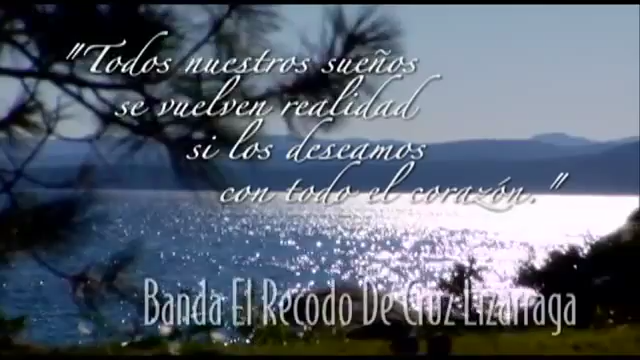 "Todos nuestros sueños
se vuelven realidad
si los deseamos
con todo el corazón."
Banda El Recodo De Cruz Lizárraga